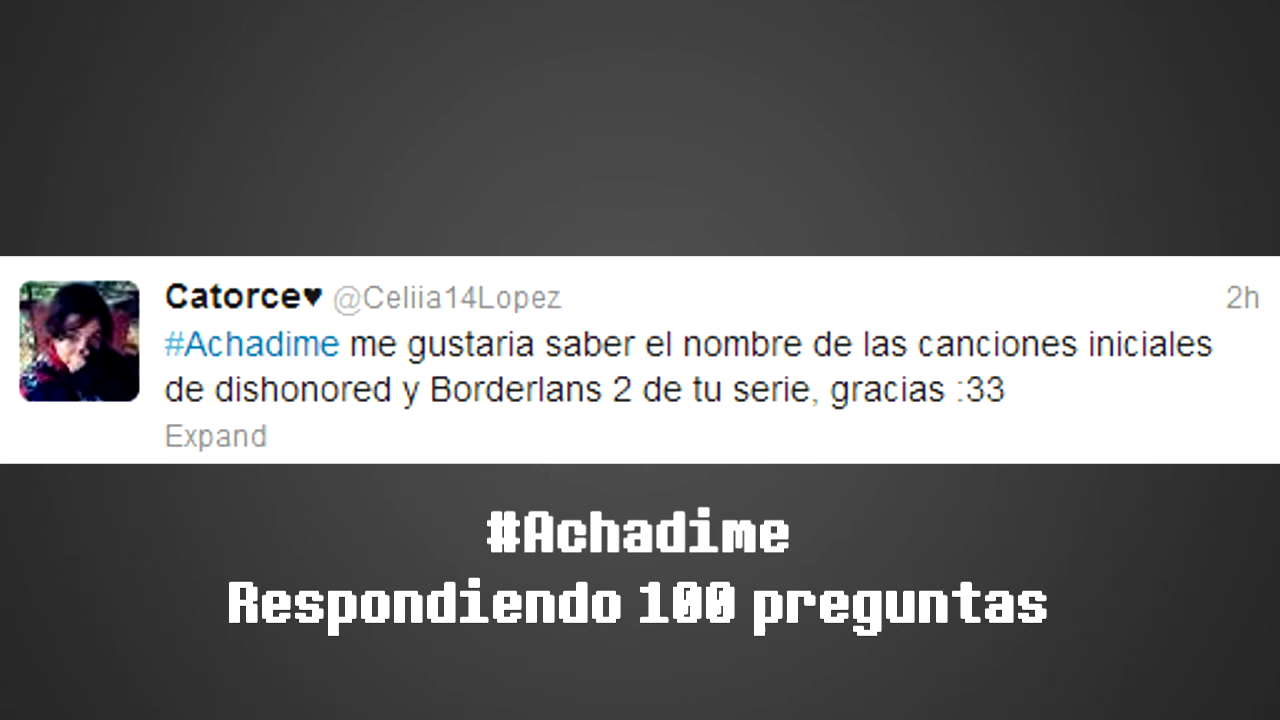 Catorce♥ @Celiia14Lopez 2h
#Achadime me gustaria saber el nombre de las canciones iniciales
de dishonored y Borderlans 2 de tu serie, gracias :33
Expand
#Achadime
Respondiendo 100 preguntas